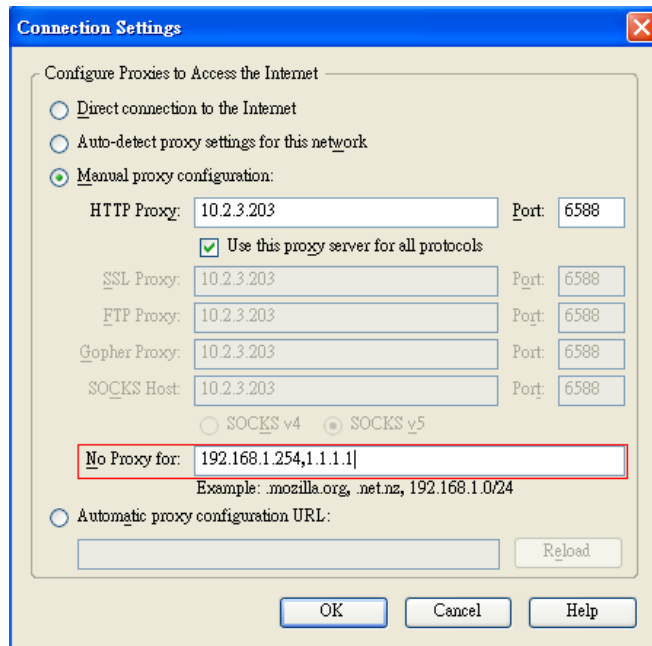 Connection Settings
Configure Proxies to Access the Internet
Direct connection to the Internet
Auto-detect proxy settings for this network
Manual proxy configuration:
HTTP Proxy: 10.2.3.203 Port: 6588
Use this proxy server for all protocols
SSL Proxy: 10.2.3.203 Port: 6588
FTP Proxy: 10.2.3.203 Port: 6588
Gopher Proxy: 10.2.3.203 Port: 6588
SOCKS Host: 10.2.3.203 Port: 6588
SOCKS v4 SOCKS v5
No Proxy for: 192.168.1.254,1.1.1.1
Example: .mozilla.org, .net.nz, 192.168.1.0/24
Automatic proxy configuration URL:
Reload
OK Cancel Help